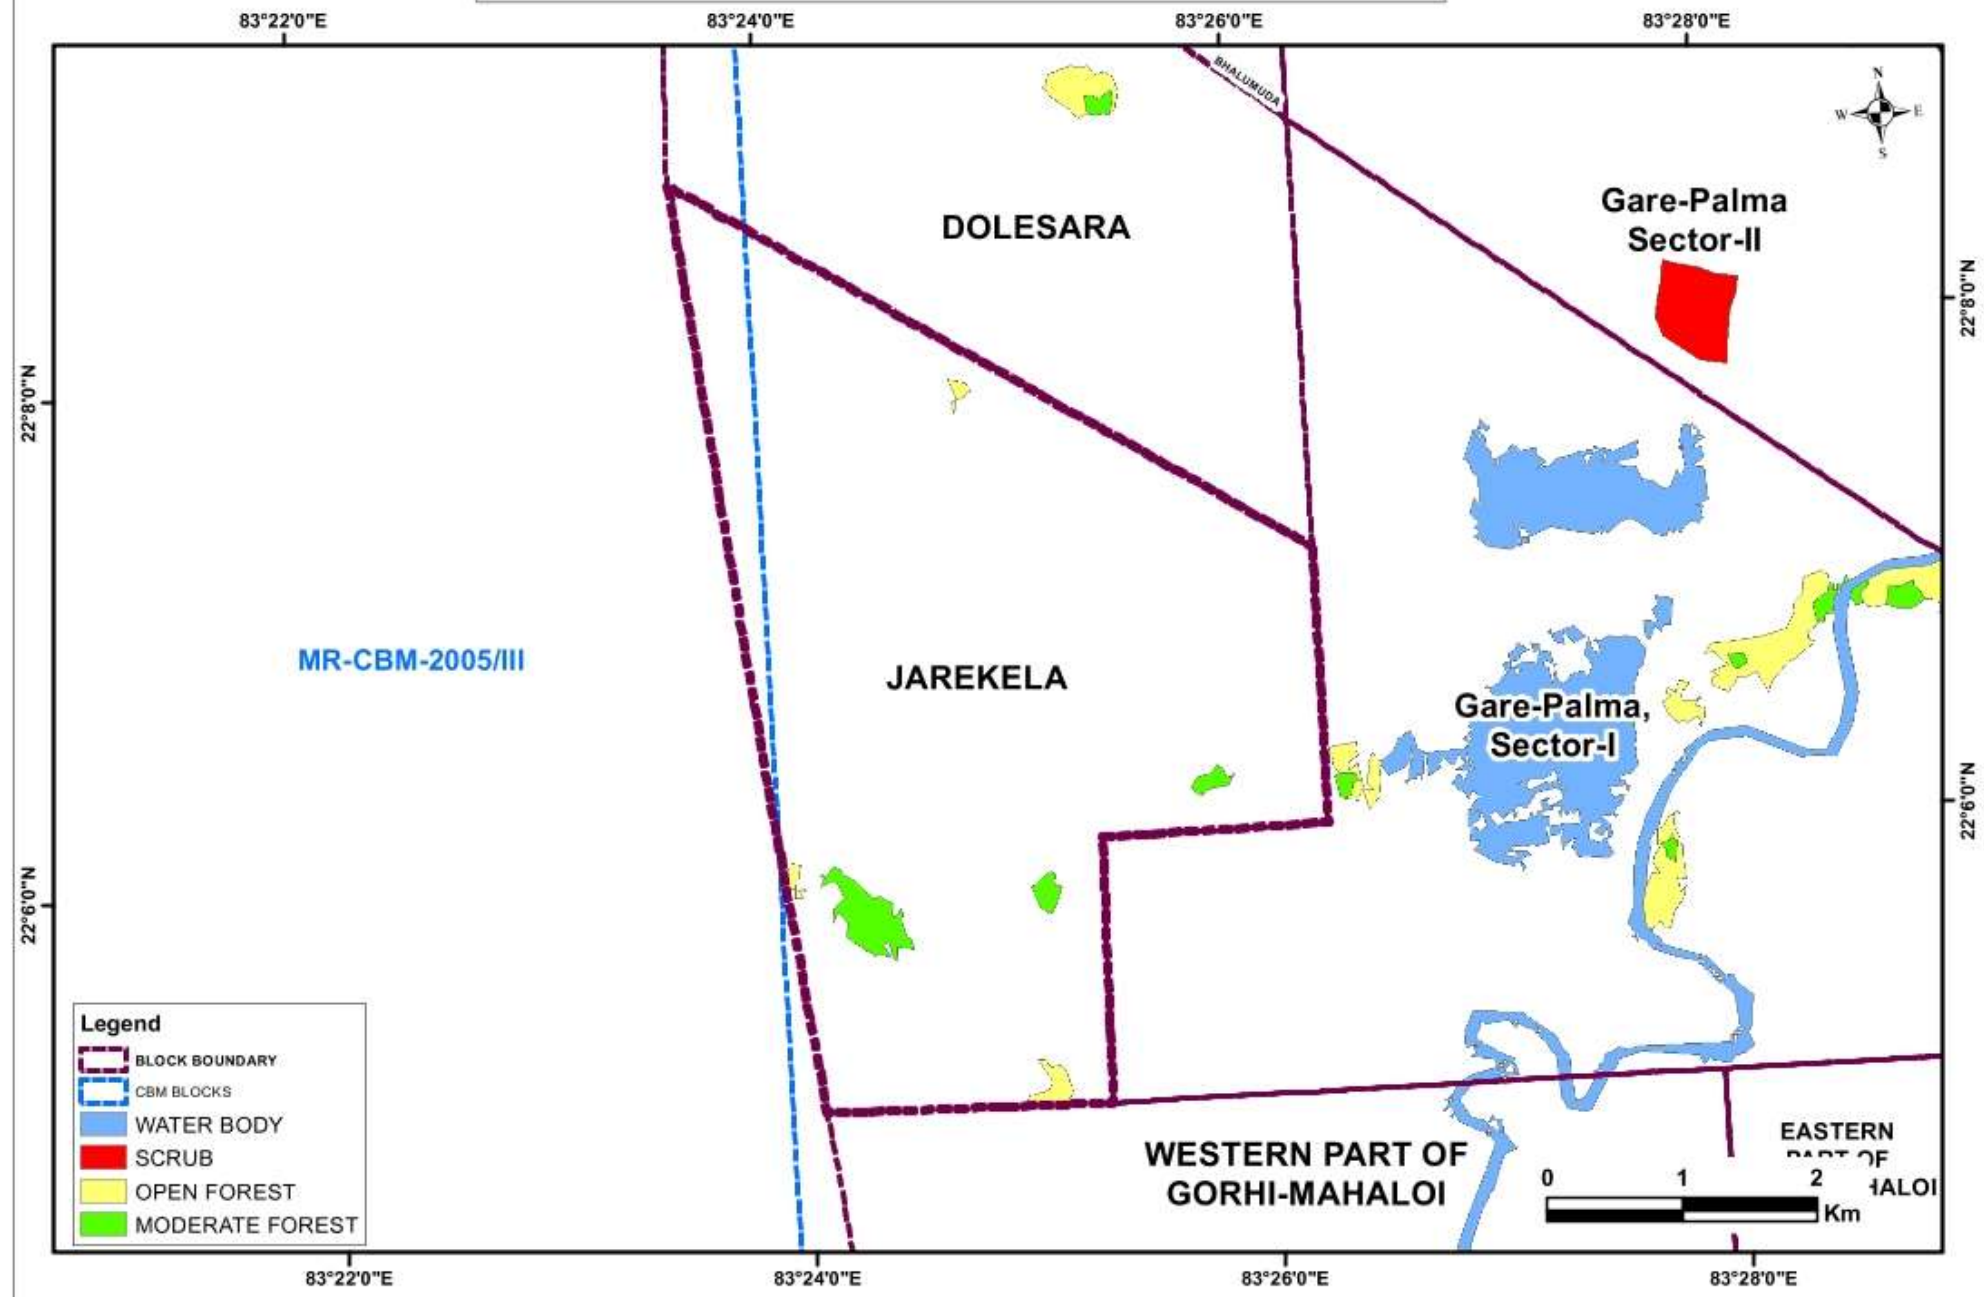 83°22'0"E
83°24'0"E
83°26'0"E
83°28'0"E
BHALUMUDA
N
W
E
S
Gare-Palma
Sector-II
DOLESARA
22°8'0"N
22°8'0"N
MR-CBM-2005/III
JAREKELA
Gare-Palma,
Sector-I
22°6'0"N
22°6'0"N
Legend
BLOCK BOUNDARY
CBM BLOCKS
WATER BODY
SCRUB
OPEN FOREST
MODERATE FOREST
WESTERN PART OF
GORHI-MAHALOI
EASTERN
PART OF
HALOI
0
1
2
Km
83°22'0"E
83°24'0"E
83°26'0"E
83°28'0"E